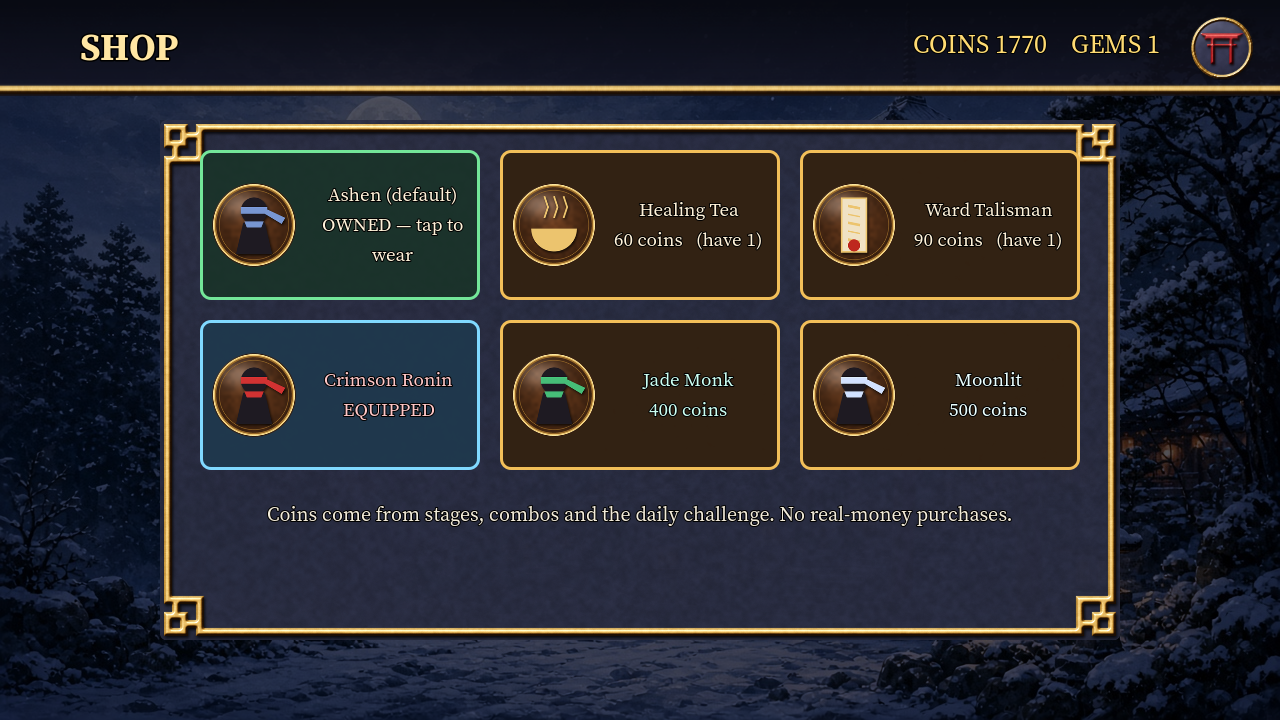 SHOP
COINS 1770 GEMS 1
Ashen (default)
OWNED — tap to
wear
Healing Tea
60 coins (have 1)
Ward Talisman
90 coins (have 1)
Crimson Ronin
EQUIPPED
Jade Monk
400 coins
Moonlit
500 coins
Coins come from stages, combos and the daily challenge. No real-money purchases.